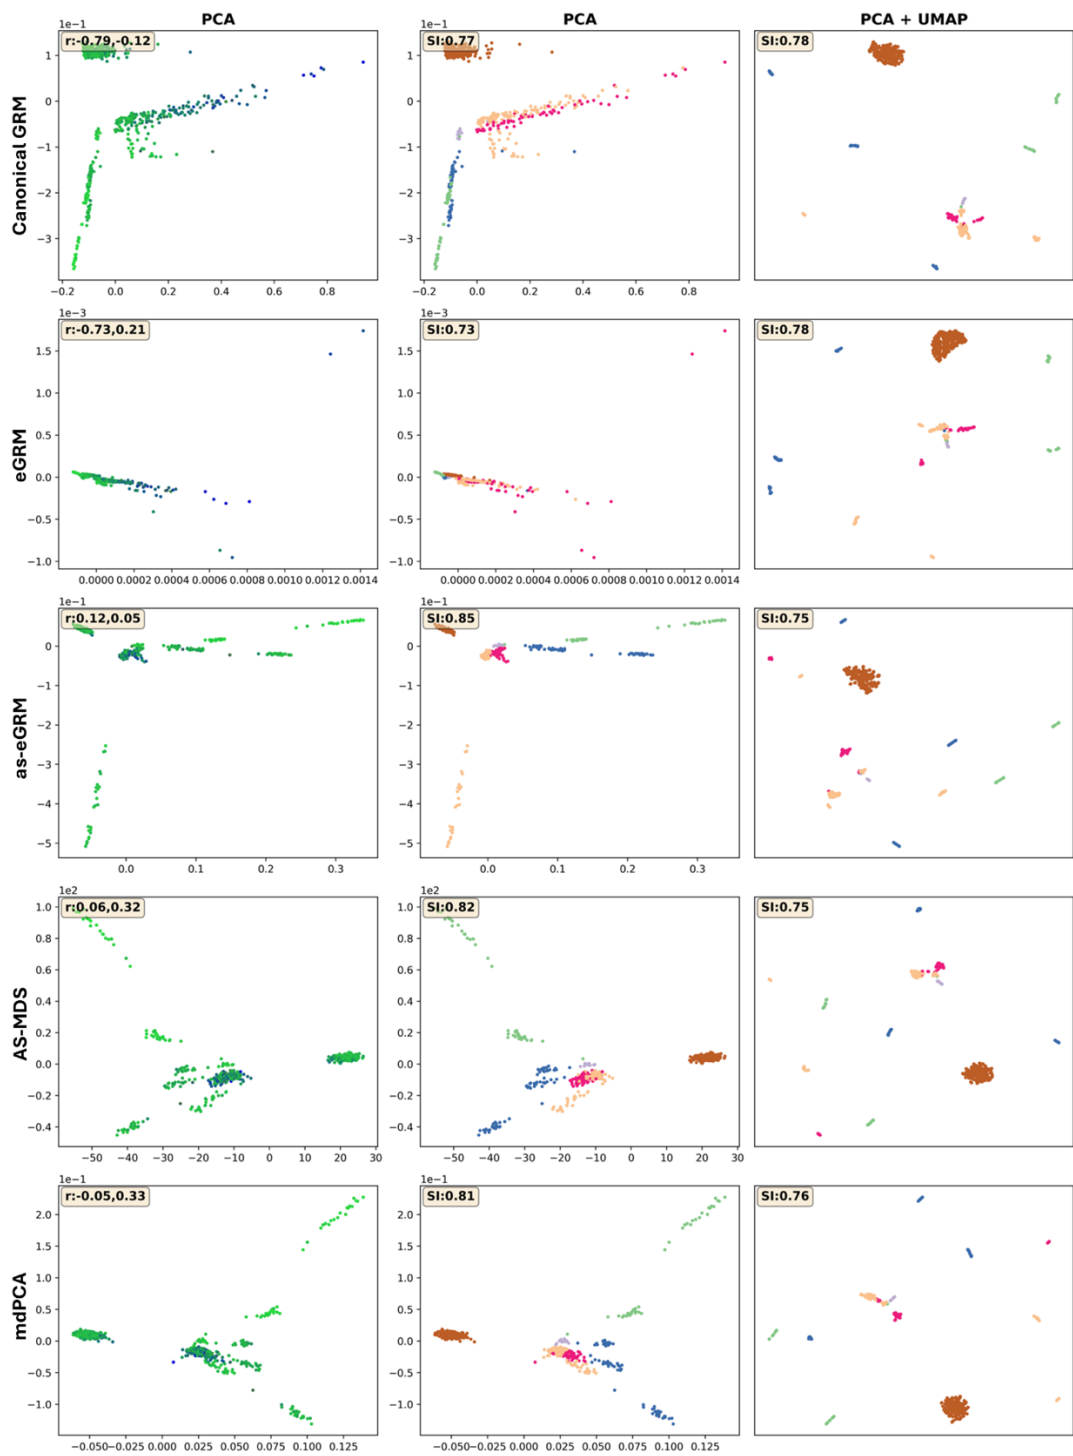 PCA PCA PCA + UMAP
Canonical GRM
1e−1
r:-0.79,-0.12
1
0
−1
−2
−3
−0.2 0.0 0.2 0.4 0.6 0.8
1e−1
SI:0.77
1
0
−1
−2
−3
−0.2 0.0 0.2 0.4 0.6 0.8
SI:0.78
eGRM
1e−3
r:-0.73,0.21
1.5
1.0
0.5
0.0
−0.5
−1.0
0.0000 0.0002 0.0004 0.0006 0.0008 0.0010 0.0012 0.0014
1e−3
SI:0.73
1.5
1.0
0.5
0.0
−0.5
−1.0
0.0000 0.0002 0.0004 0.0006 0.0008 0.0010 0.0012 0.0014
SI:0.78
as-eGRM
1e−1
r:0.12,0.05
0
−1
−2
−3
−4
−5
0.0 0.1 0.2 0.3
1e−1
SI:0.85
0
−1
−2
−3
−4
−5
0.0 0.1 0.2 0.3
SI:0.75
AS-MDS
1e2
r:0.06,0.32
1.0
0.8
0.6
0.4
0.2
0.0
−0.2
−0.4
−50 −40 −30 −20 −10 0 10 20 30
1e2
SI:0.82
1.0
0.8
0.6
0.4
0.2
0.0
−0.2
−0.4
−50 −40 −30 −20 −10 0 10 20 30
SI:0.75
mdPCA
1e−1
r:-0.05,0.33
2.0
1.5
1.0
0.5
0.0
−0.5
−1.0
−0.050 −0.025 0.000 0.025 0.050 0.075 0.100 0.125
1e−1
SI:0.81
2.0
1.5
1.0
0.5
0.0
−0.5
−1.0
−0.050 −0.025 0.000 0.025 0.050 0.075 0.100 0.125
SI:0.76